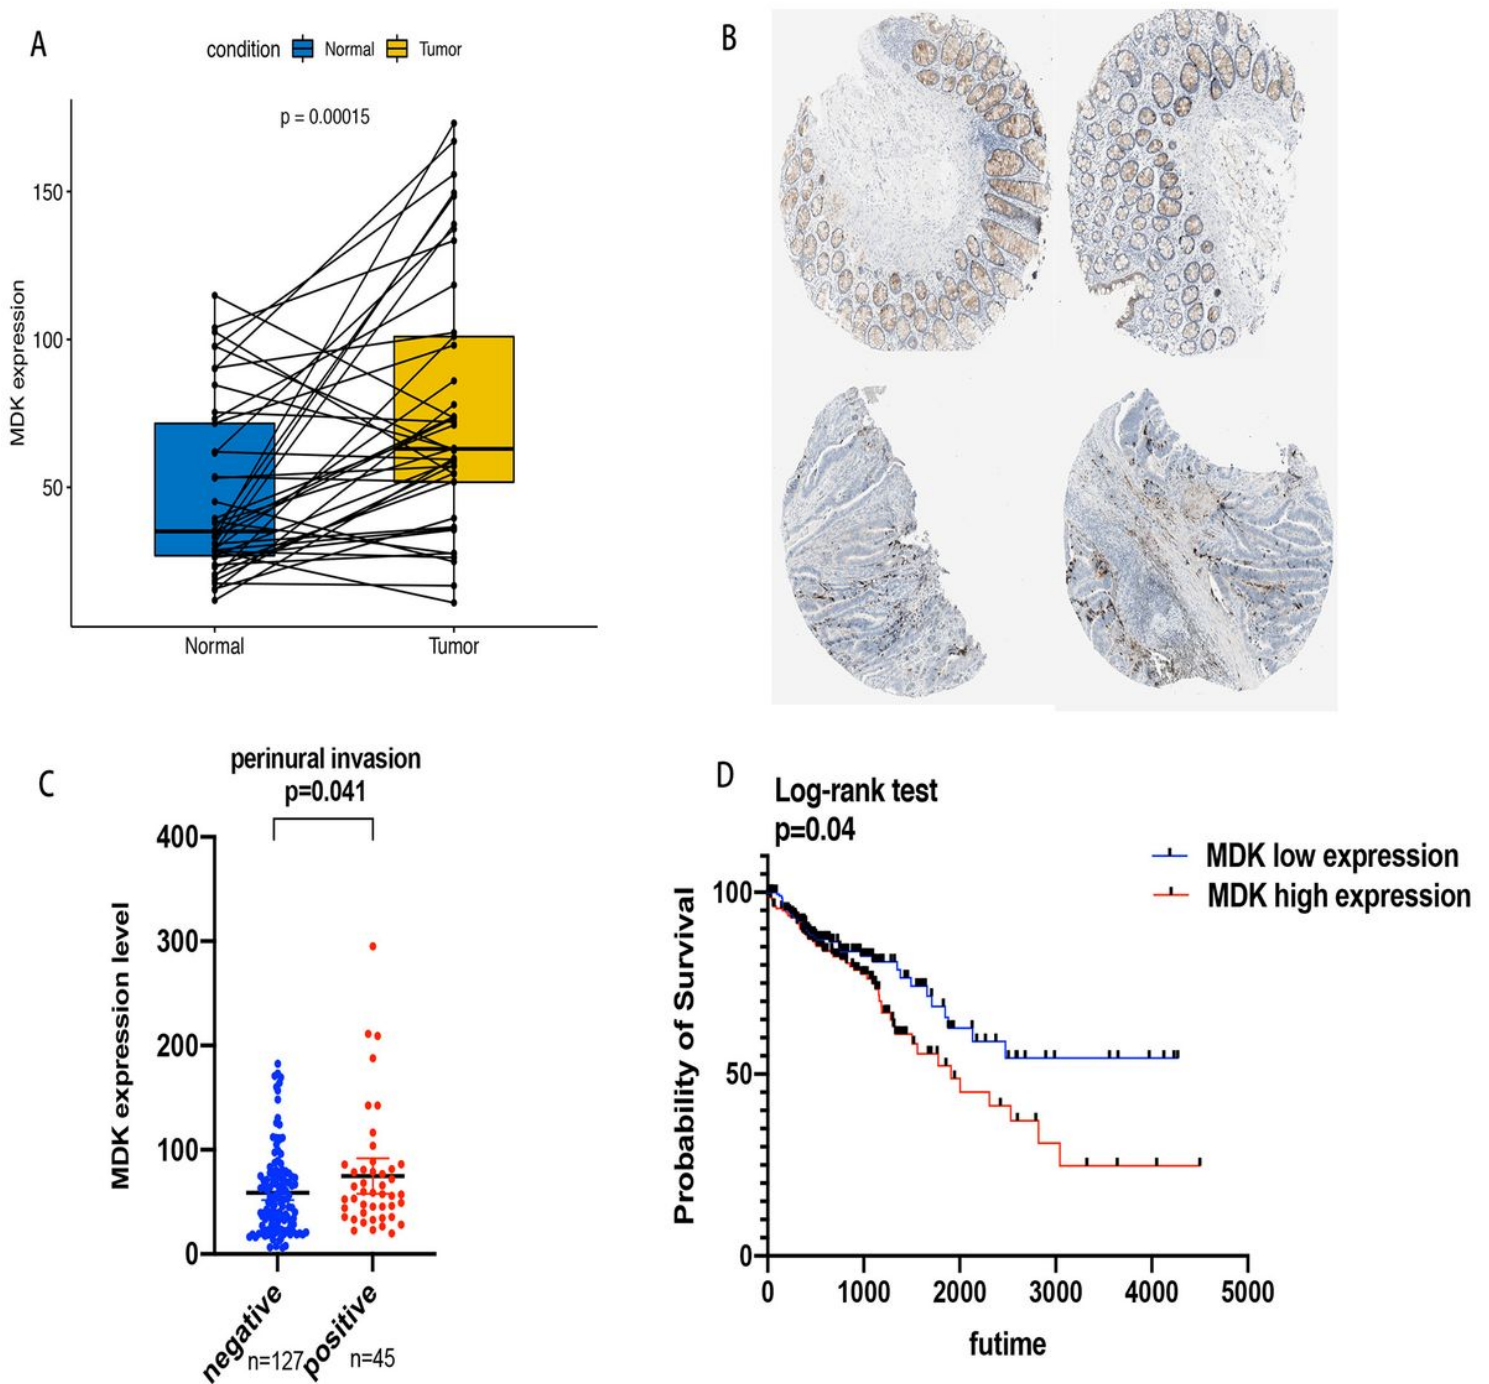 A
condition Normal Tumor
p = 0.00015
150
100
50
MDK expression
Normal Tumor
B
C
perinural invasion
p=0.041
400
300
200
100
0
MDK expression level
negative positive
n=127 n=45
D
Log-rank test
p=0.04
MDK low expression
MDK high expression
100
50
0
Probability of Survival
0 1000 2000 3000 4000 5000
futime